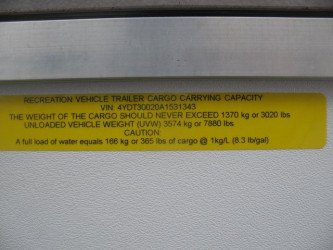 RECREATION VEHICLE TRAILER CARGO CARRYING CAPACITY
VIN: 4YDT30020A1531343
THE WEIGHT OF THE CARGO SHOULD NEVER EXCEED 1370 kg or 3020 lbs
UNLOADED VEHICLE WEIGHT (UVW) 3574 kg or 7880 lbs
CAUTION:
A full load of water equals 166 kg or 365 lbs of cargo @ 1kg/L (8.3 lb/gal)